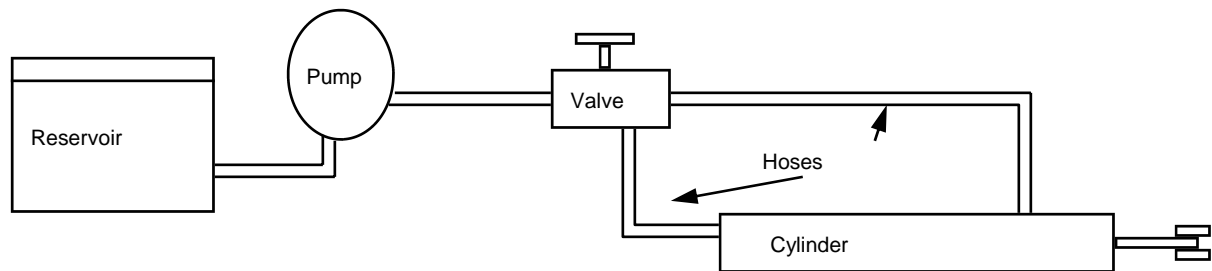 Pump
Valve
Reservoir
Hoses
Cylinder